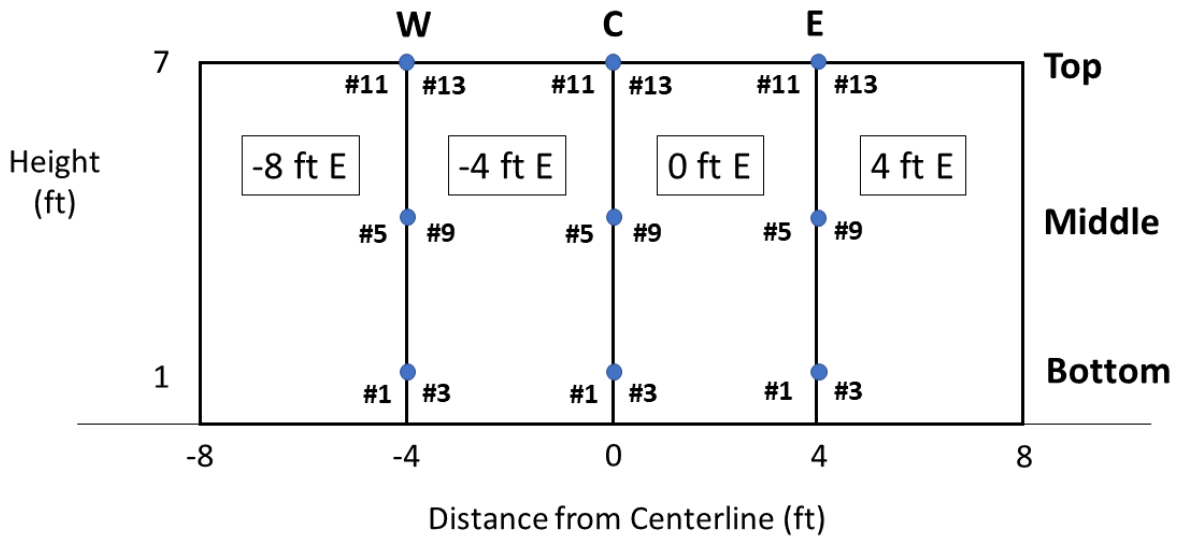 W C E
7 Top
#11 #13 #11 #13 #11 #13
Height
(ft)
-8 ft E -4 ft E 0 ft E 4 ft E
Middle
#5 #9 #5 #9 #5 #9
1 Bottom
#1 #3 #1 #3 #1 #3
-8 -4 0 4 8
Distance from Centerline (ft)